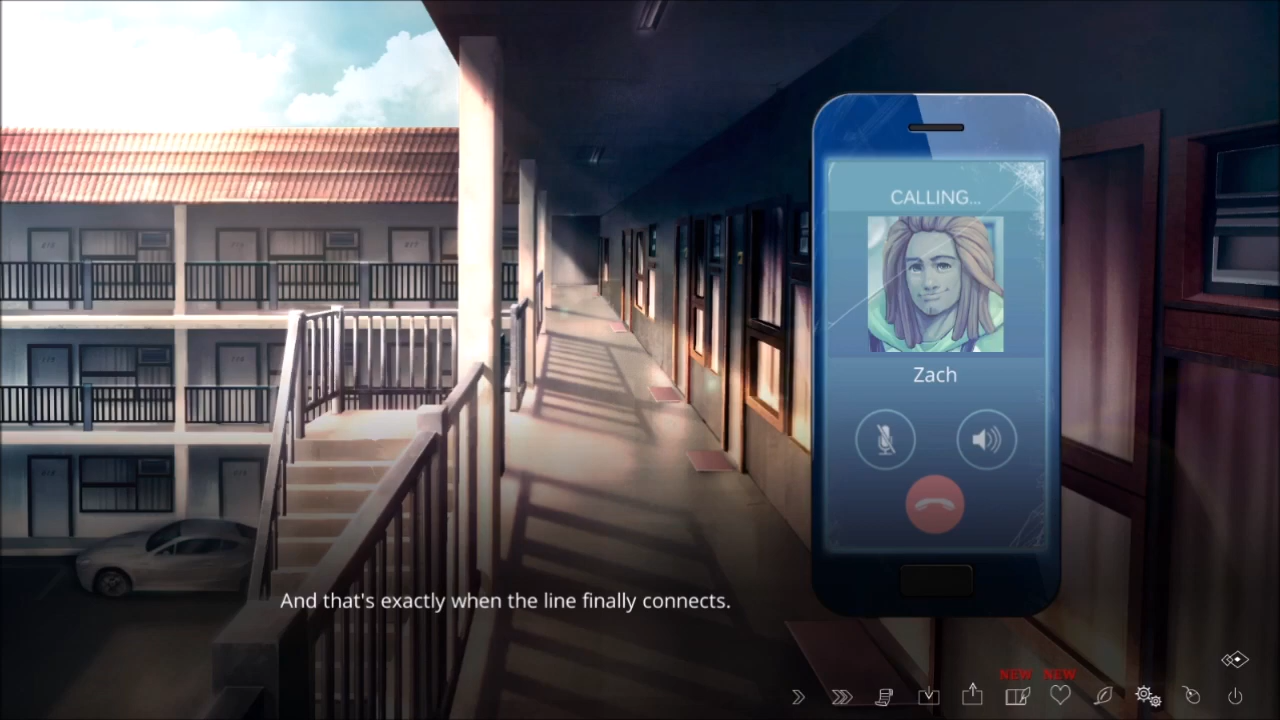 CALLING...
Zach
And that's exactly when the line finally connects.
NEW NEW